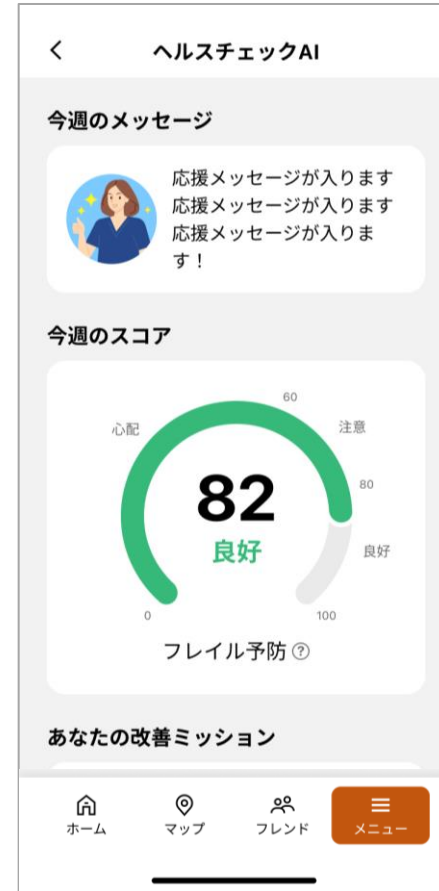 ヘルスチェックAI
今週のメッセージ
応援メッセージが入ります
応援メッセージが入ります
応援メッセージが入りま
す！
今週のスコア
60
心配
注意
82
80
良好
良好
0
100
フレイル予防 ?
あなたの改善ミッション
ホーム
マップ
フレンド
メニュー